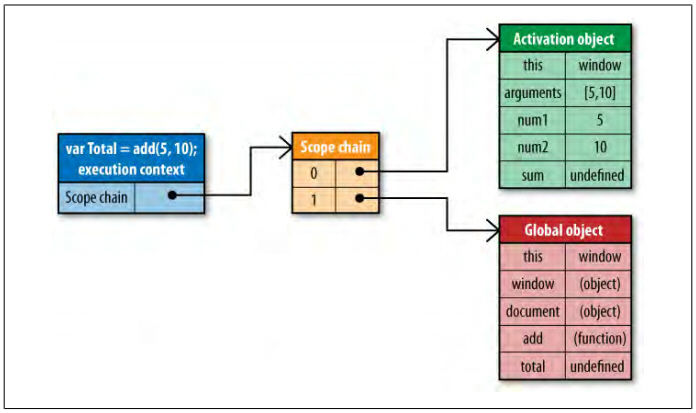 var Total = add(5, 10);
execution context
Scope chain
Scope chain
0
1
Activation object
this window
arguments [5,10]
num1 5
num2 10
sum undefined
Global object
this window
window (object)
document (object)
add (function)
total undefined